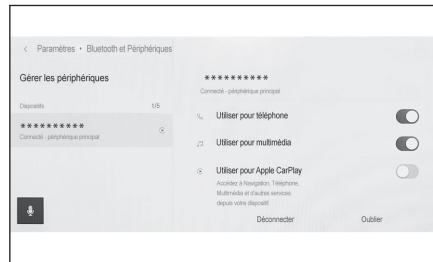 < Paramètres • Bluetooth et Périphériques
Gérer les périphériques
Dispositifs 1/5
**********
Connecté - périphérique principal
**********
Connecté - périphérique principal
Utiliser pour téléphone
Utiliser pour multimédia
Utiliser pour Apple CarPlay
Accédez à Navigation, Téléphone,
Multimédia et d'autres services
depuis votre dispositif.
Déconnecter Oublier